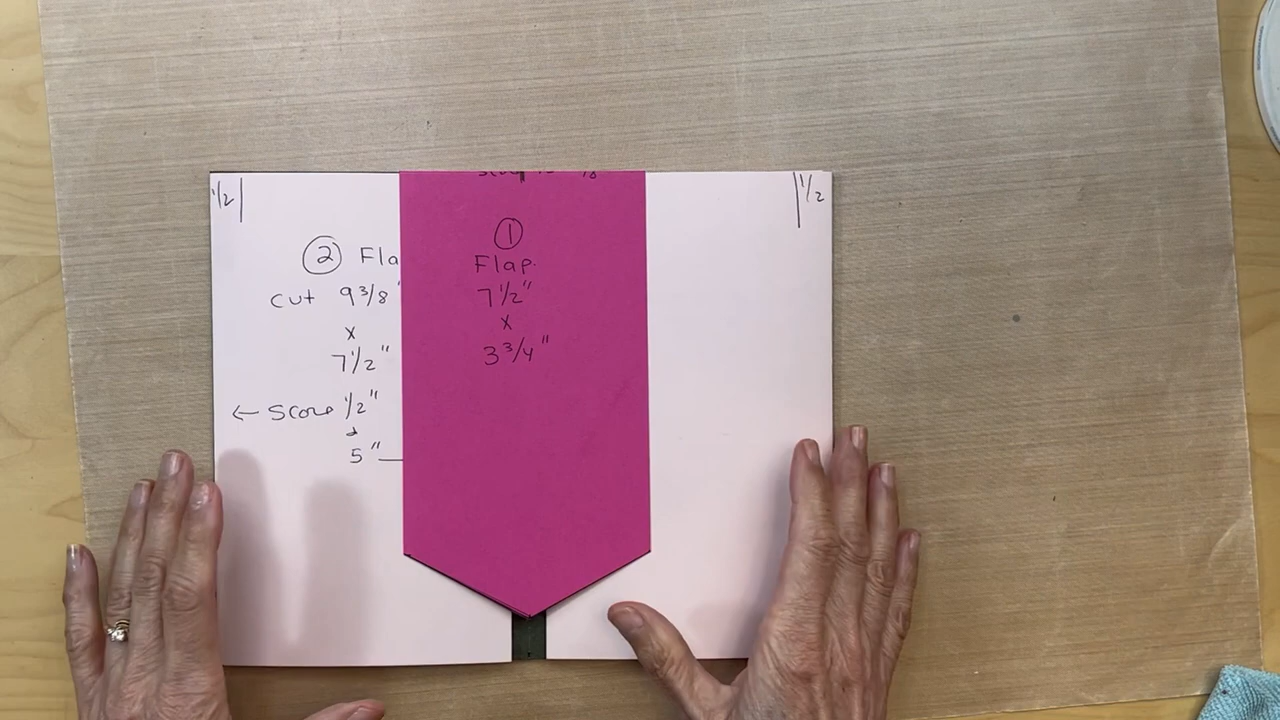 1/2
1/2
② Fla
cut 9 3/8"
x
7 1/2"
← Score 1/2"
&
5"
①
Flap.
7 1/2"
x
3 3/4"